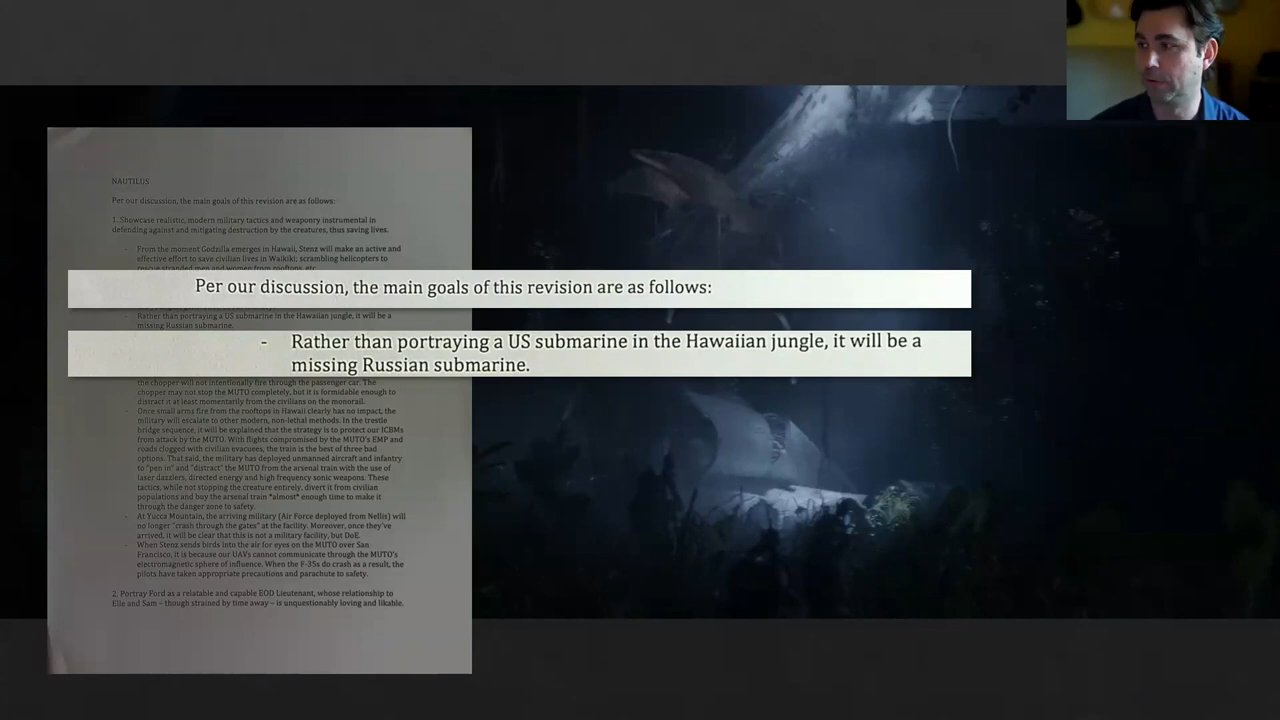 NAUTILUS
Per our discussion, the main goals of this revision are as follows:
1. Showcase realistic, modern military tactics and weaponry instrumental in
defending against and mitigating destruction by the creatures, thus saving lives.
- From the moment Godzilla emerges in Hawaii, Stenz will make an active and
effective effort to save civilian lives in Waikiki; scrambling helicopters to
rescue stranded men and women from rooftops, etc.
Per our discussion, the main goals of this revision are as follows:
- Rather than portraying a US submarine in the Hawaiian jungle, it will be a
missing Russian submarine.
- Rather than portraying a US submarine in the Hawaiian jungle, it will be a
missing Russian submarine.
the chopper will not intentionally fire through the passenger car. The
chopper may not stop the MUTO completely, but it is formidable enough to
distract it at least momentarily from the civilians on the monorail.
- Once small arms fire from the rooftops in Hawaii clearly has no impact, the
military will escalate to other modern, non-lethal methods. In the trestle
bridge sequence, it will be explained that the strategy is to protect our ICBMs
from attack by the MUTO. With flights compromised by the MUTO's EMP and
roads clogged with civilian evacuees, the train is the best of three bad
options. That said, the military has deployed unmanned aircraft and infantry
to "pen in" and "distract" the MUTO from the arsenal train with the use of
laser dazzlers, directed energy and high frequency sonic weapons. These
tactics, while not stopping the creature entirely, divert it from civilian
populations and buy the arsenal train *almost* enough time to make it
through the danger zone to safety.
- At Yucca Mountain, the arriving military (Air Force deployed from Nellis) will
no longer "crash through the gates" at the facility. Moreover, once they've
arrived, it will be clear that this is not a military facility, but DoE.
- When Stenz sends birds into the air for eyes on the MUTO over San
Francisco, it is because our UAVs cannot communicate through the MUTO's
electromagnetic sphere of influence. When the F-35s do crash as a result, the
pilots have taken appropriate precautions and parachute to safety.
2. Portray Ford as a relatable and capable EOD Lieutenant, whose relationship to
Elle and Sam – though strained by time away – is unquestionably loving and likable.